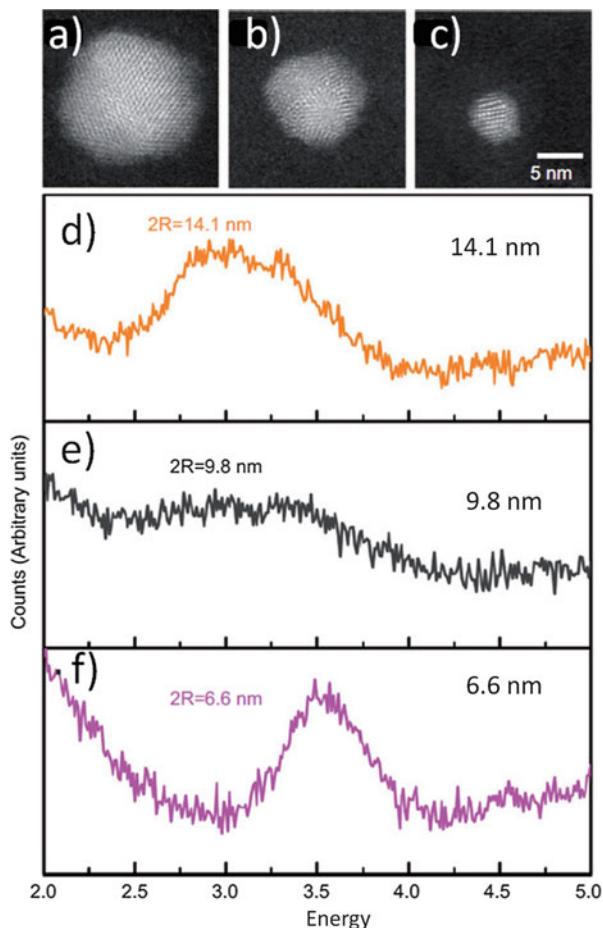 a)
b)
c)
5 nm
d)
2R=14.1 nm
14.1 nm
e)
2R=9.8 nm
9.8 nm
f)
2R=6.6 nm
6.6 nm
Counts (Arbitrary units)
2.0 2.5 3.0 3.5 4.0 4.5 5.0
Energy